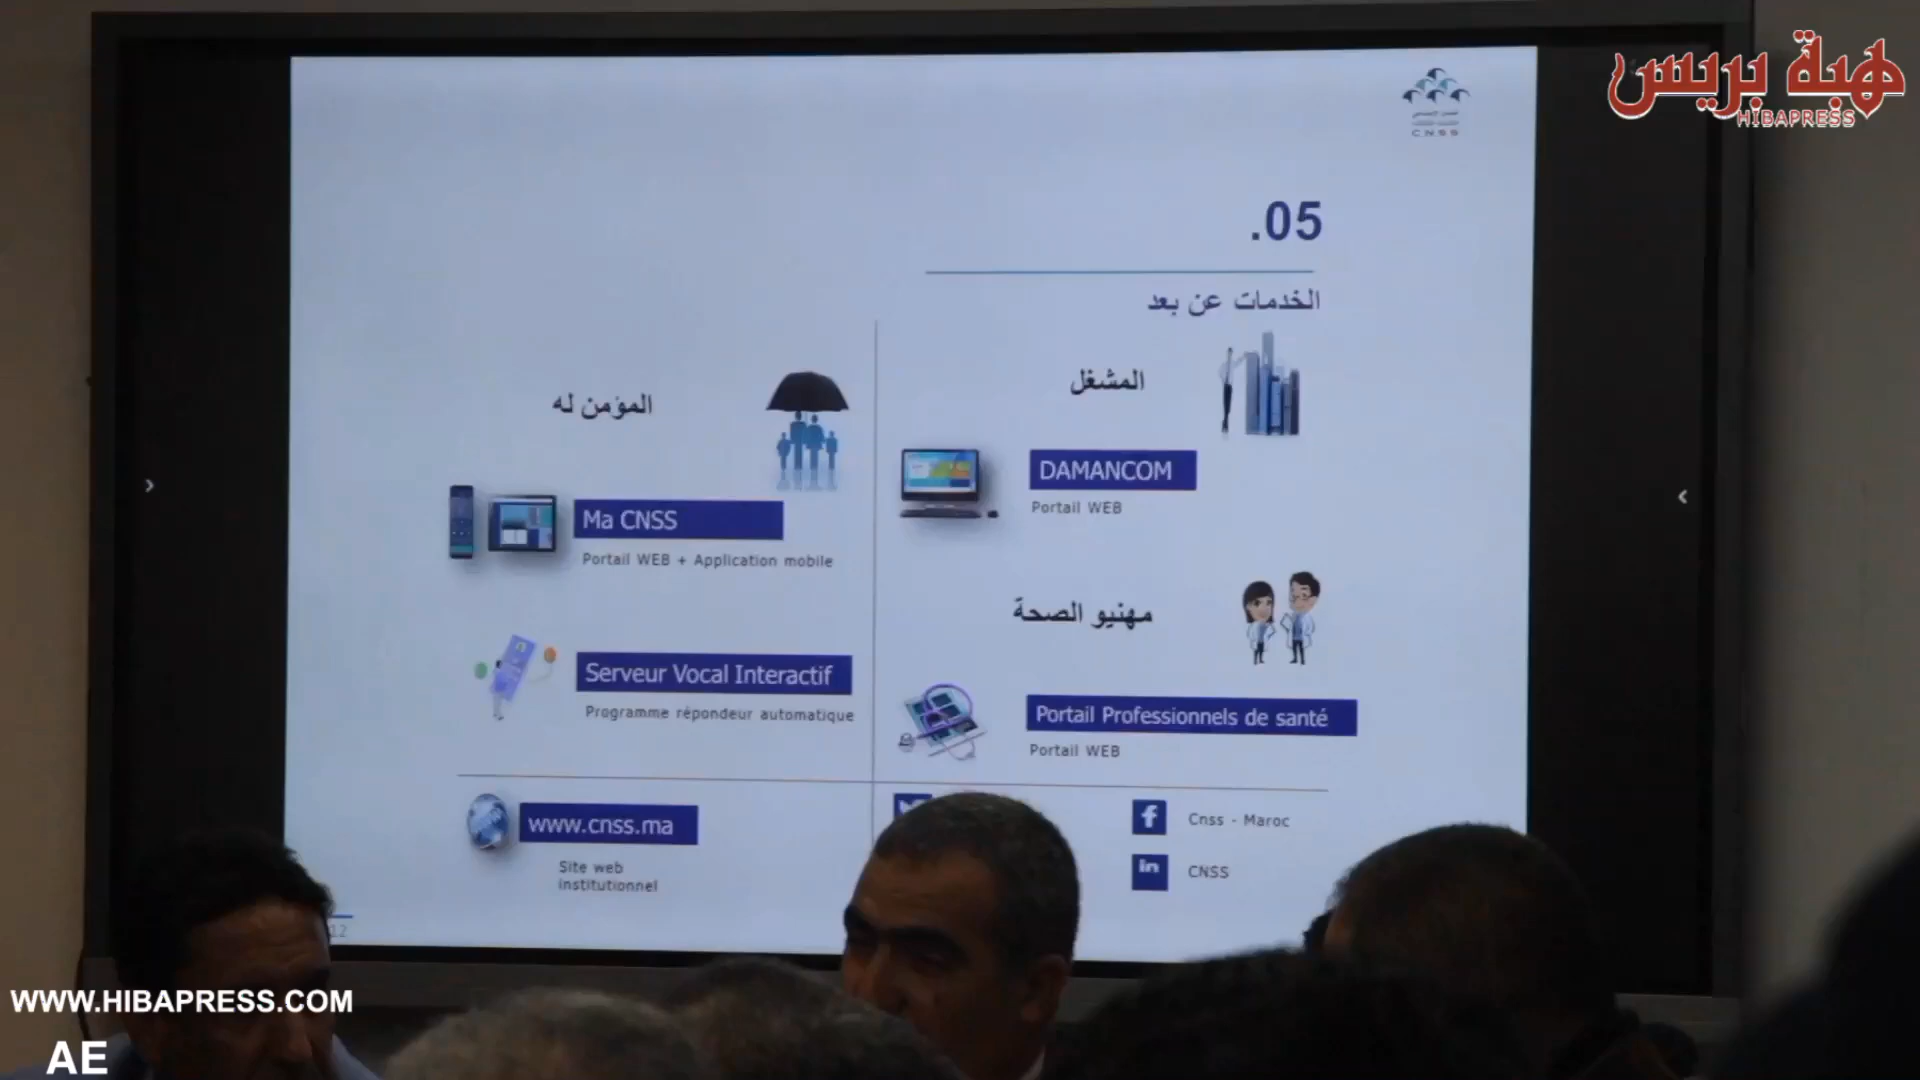 هبة بريس
HIBAPRESS
CNSS
.05
الخدمات عن بعد
المشغل
DAMANCOM
Portail WEB
مهنيو الصحة
Portail Professionnels de santé
Portail WEB
المؤمن له
Ma CNSS
Portail WEB + Application mobile
Serveur Vocal Interactif
Programme répondeur automatique
www.cnss.ma
Site web
institutionnel
Cnss - Maroc
CNSS
12
WWW.HIBAPRESS.COM
AE